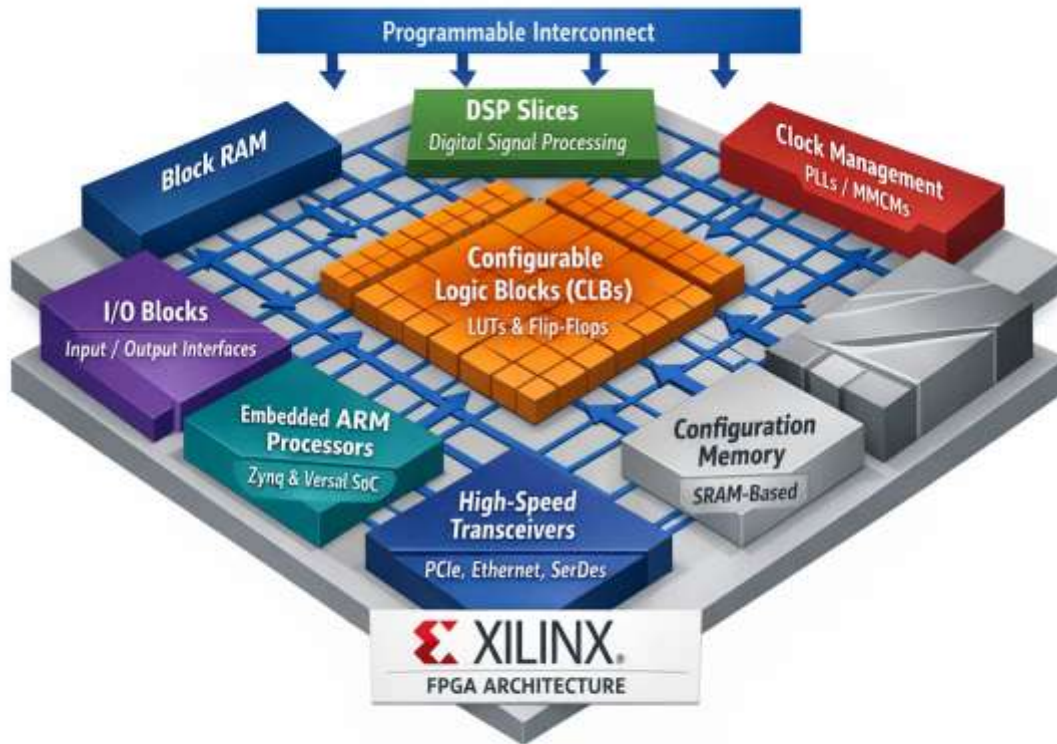 Programmable Interconnect
DSP Slices
Digital Signal Processing
Block RAM
Clock Management
PLLs / MMCMs
Configurable
Logic Blocks (CLBs)
LUTs & Flip-Flops
I/O Blocks
Input / Output Interfaces
Embedded ARM
Processors
Zynq & Versal SoC
Configuration
Memory
SRAM-Based
High-Speed
Transceivers
PCIe, Ethernet, SerDes
XILINX®
FPGA ARCHITECTURE